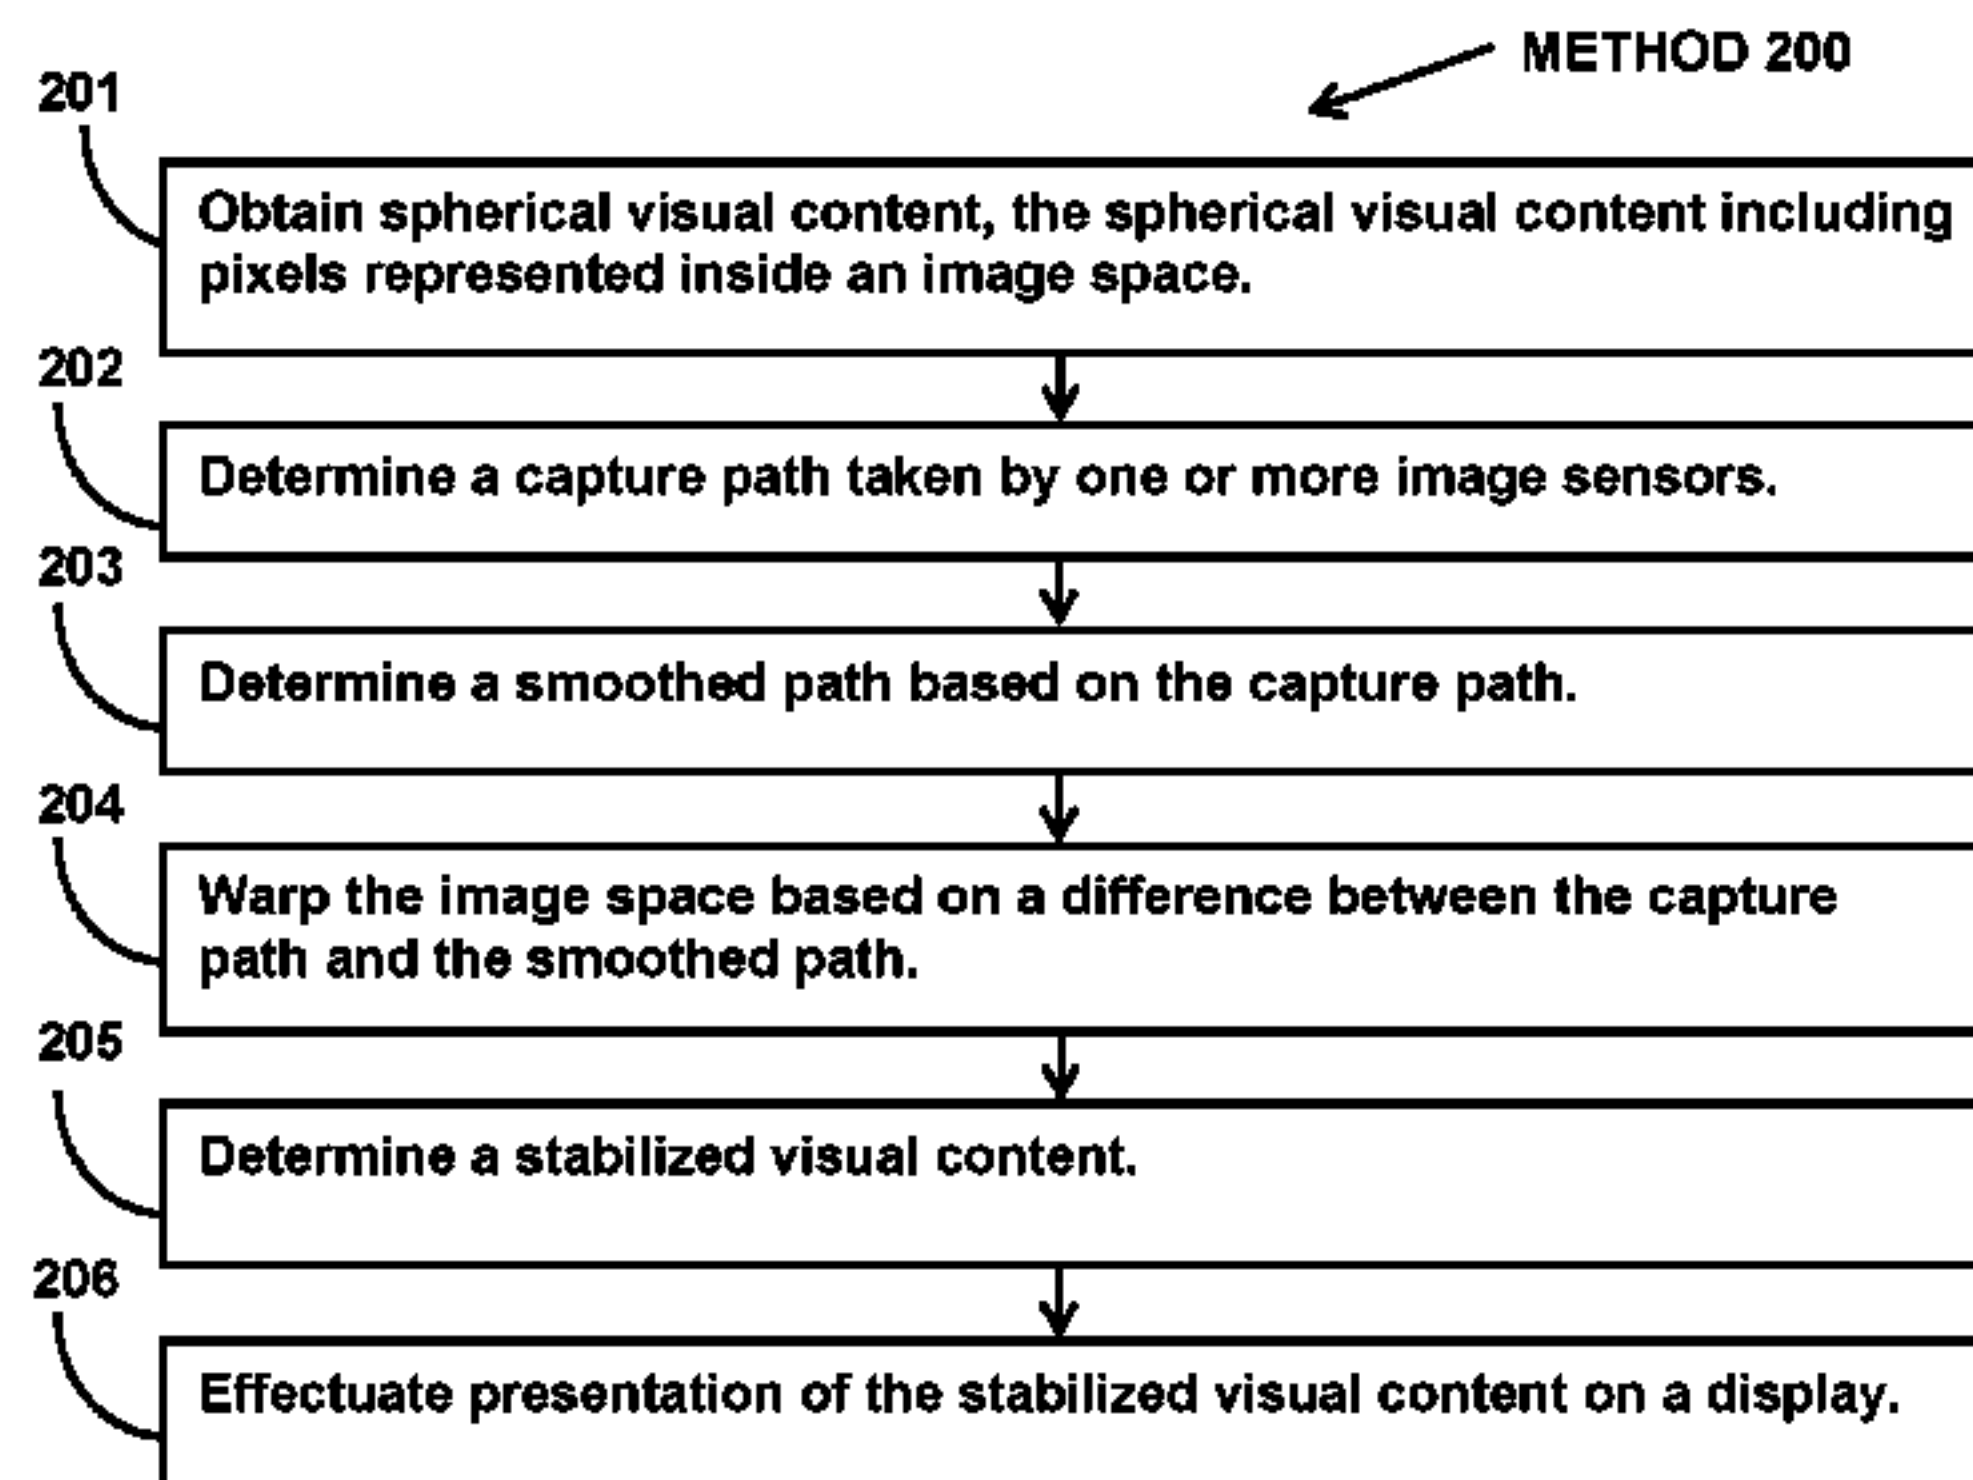 METHOD 200
201
Obtain spherical visual content, the spherical visual content including
pixels represented inside an image space.
202
Determine a capture path taken by one or more image sensors.
203
Determine a smoothed path based on the capture path.
204
Warp the image space based on a difference between the capture
path and the smoothed path.
205
Determine a stabilized visual content.
206
Effectuate presentation of the stabilized visual content on a display.